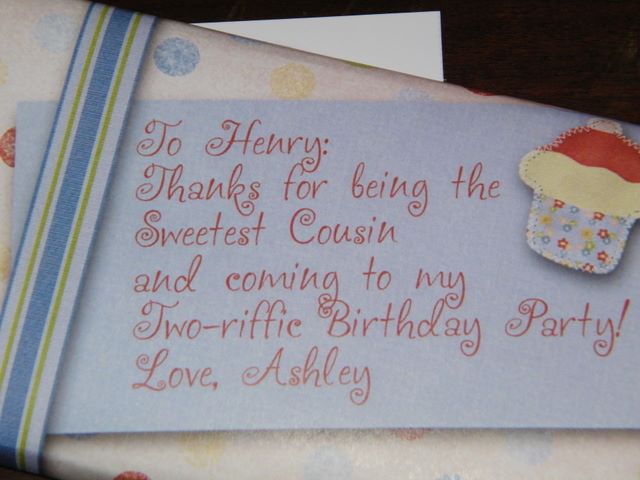 To Henry:
Thanks for being the
Sweetest Cousin
and coming to my
Two-riffic Birthday Party!
Love, Ashley